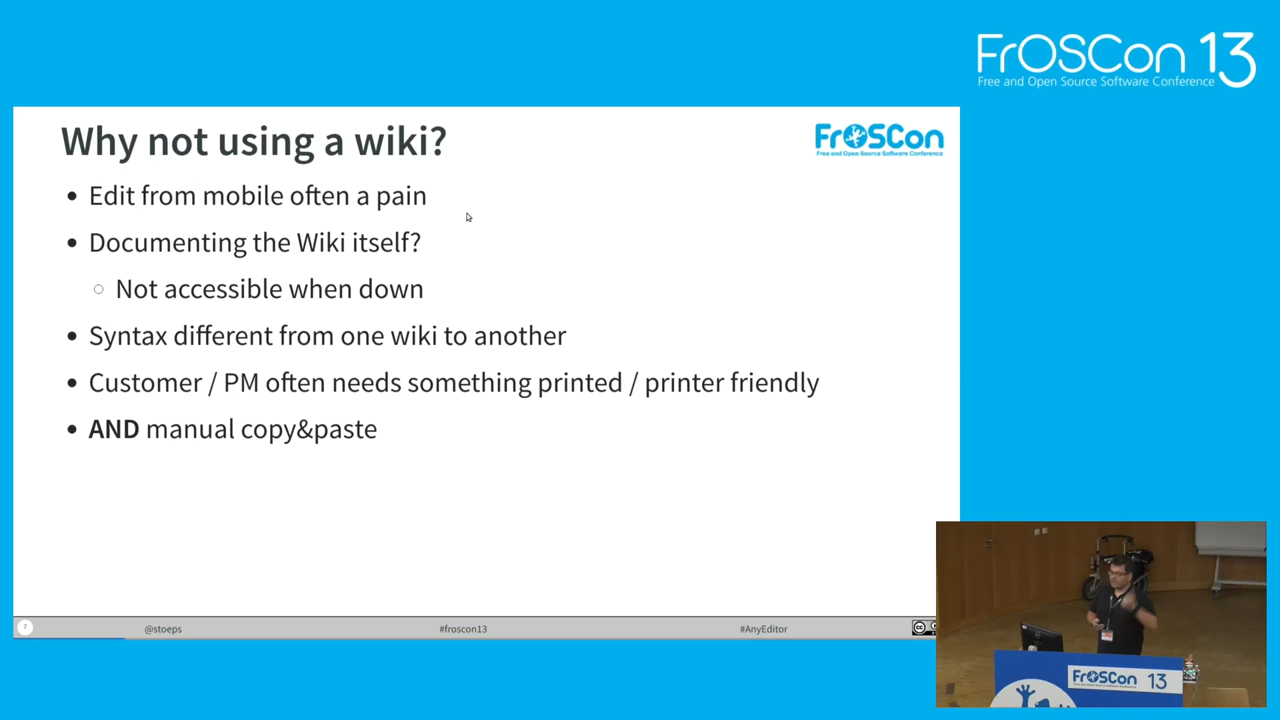 FrOSCon 13
Free and Open Source Software Conference
Why not using a wiki?
FrOSCon
Free and Open Source Software Conference
• Edit from mobile often a pain
• Documenting the Wiki itself?
○ Not accessible when down
• Syntax different from one wiki to another
• Customer / PM often needs something printed / printer friendly
• AND manual copy&paste
7
@stoeps
#froscon13
#AnyEditor
cc
FrOSCon 13